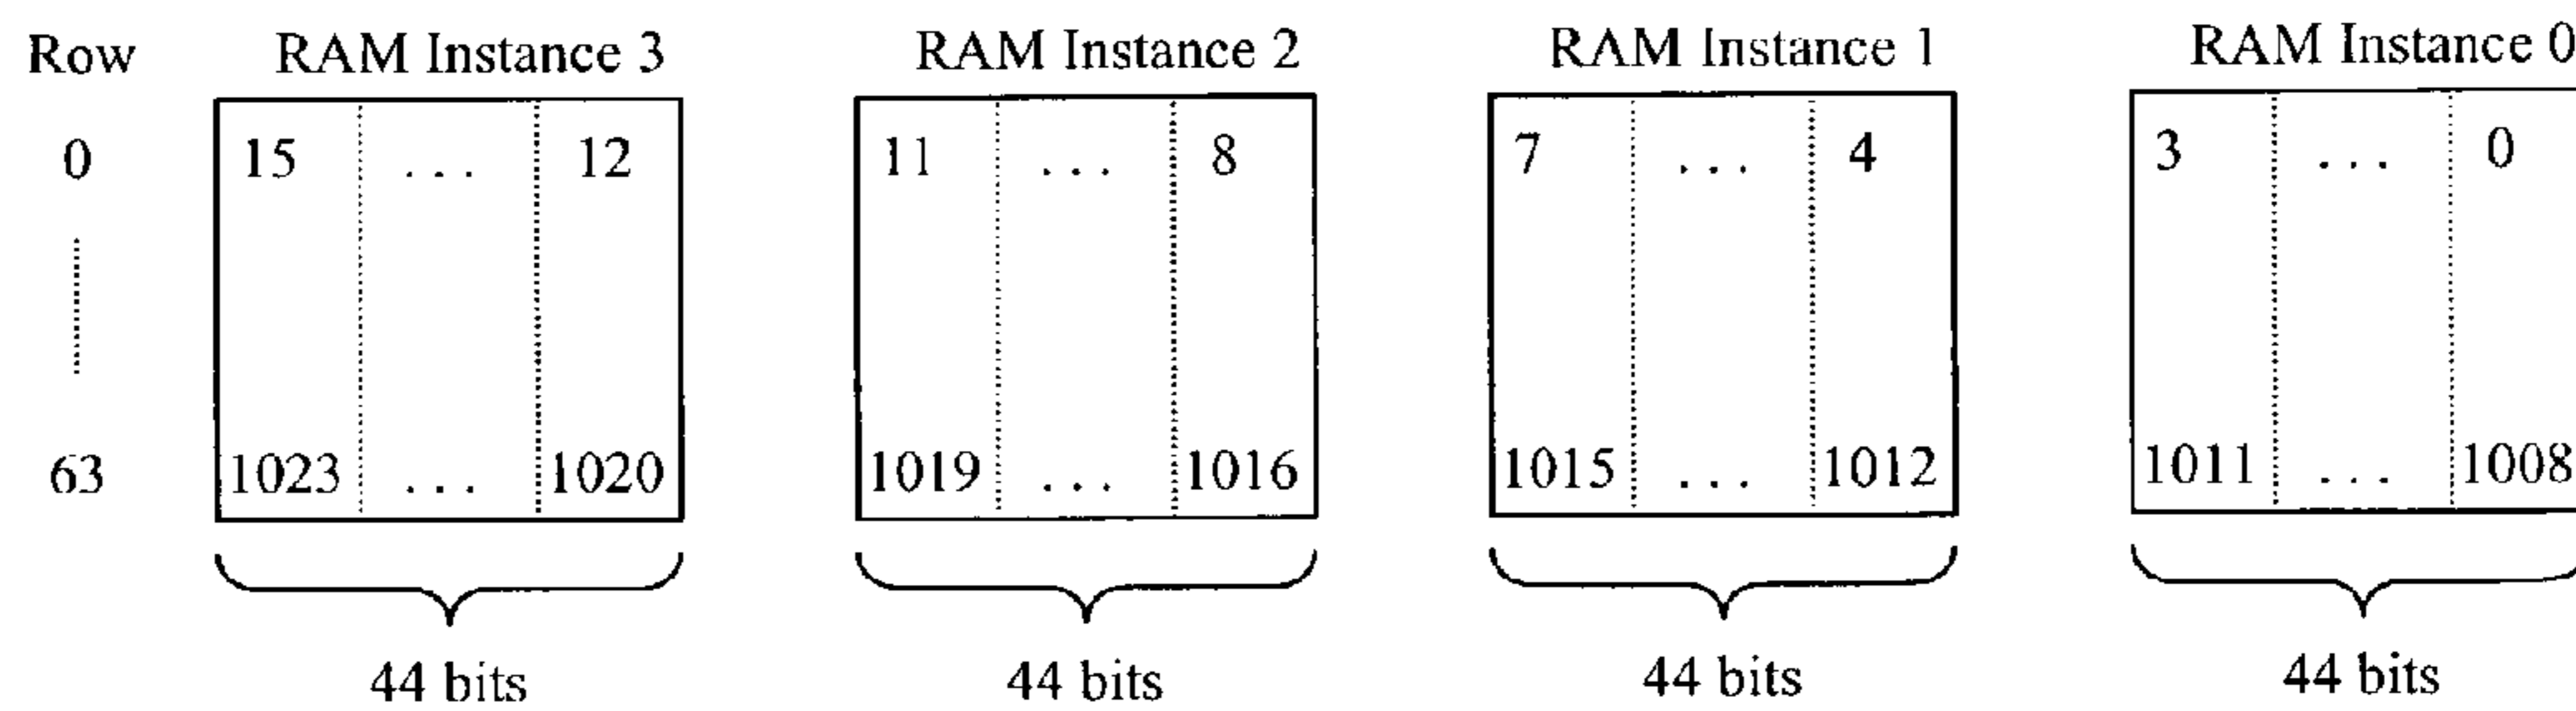 Row RAM Instance 3 RAM Instance 2 RAM Instance 1 RAM Instance 0
0 15 ... 12 11 ... 8 7 ... 4 3 ... 0
63 1023 ... 1020 1019 ... 1016 1015 ... 1012 1011 ... 1008
44 bits 44 bits 44 bits 44 bits